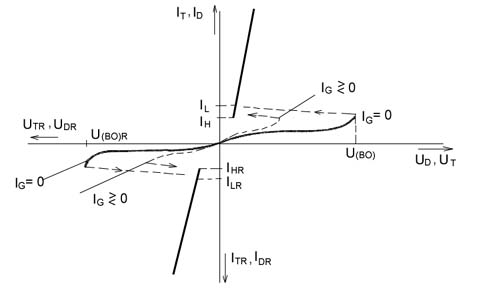 I_T, I_D
I_G ≷ 0
I_L
I_H
I_G = 0
U_TR, U_DR
U_(BO)R
U_(BO)
U_D, U_T
I_G = 0
I_G ≷ 0
I_HR
I_LR
I_TR, I_DR